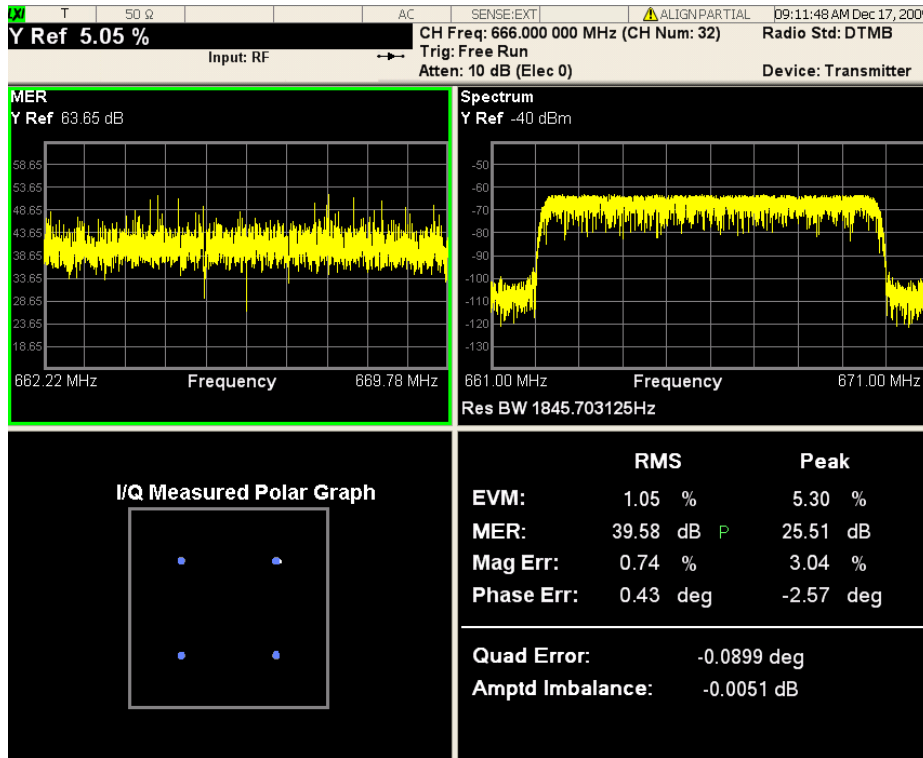 LXI T 50 Ω AC SENSE:EXT ALIGN PARTIAL 09:11:48 AM Dec 17, 200
Y Ref 5.05 %
Input: RF
CH Freq: 666.000 000 MHz (CH Num: 32) Radio Std: DTMB
Trig: Free Run
Atten: 10 dB (Elec 0) Device: Transmitter
MER
Y Ref 63.65 dB
58.65
53.65
48.65
43.65
38.65
33.65
28.65
23.65
18.65
662.22 MHz Frequency 669.78 MHz
Spectrum
Y Ref -40 dBm
-50
-60
-70
-80
-90
-100
-110
-120
-130
661.00 MHz Frequency 671.00 MHz
Res BW 1845.703125Hz
I/Q Measured Polar Graph
RMS Peak
EVM: 1.05 % 5.30 %
MER: 39.58 dB P 25.51 dB
Mag Err: 0.74 % 3.04 %
Phase Err: 0.43 deg -2.57 deg
Quad Error: -0.0899 deg
Amptd Imbalance: -0.0051 dB